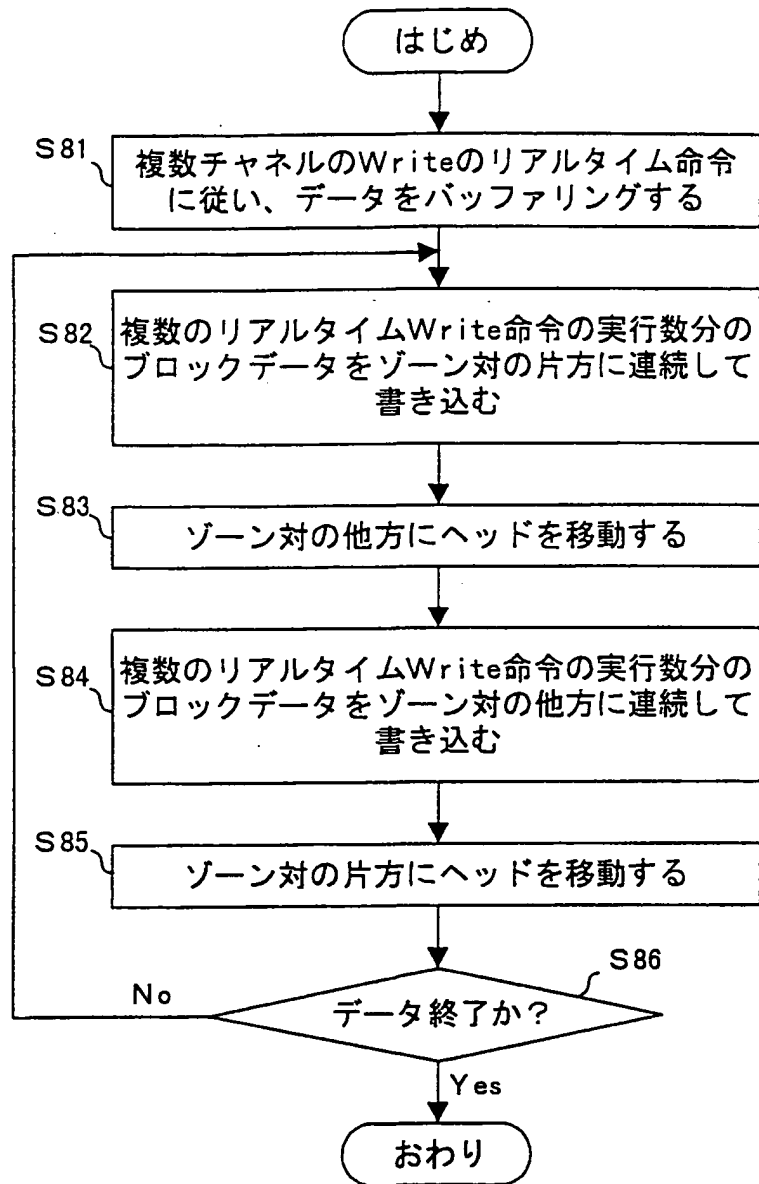 はじめ
S81
複数チャネルのWriteのリアルタイム命令
に従い、データをバッファリングする
S82
複数のリアルタイムWrite命令の実行数分の
ブロックデータをゾーン対の片方に連続して
書き込む
S83
ゾーン対の他方にヘッドを移動する
S84
複数のリアルタイムWrite命令の実行数分の
ブロックデータをゾーン対の他方に連続して
書き込む
S85
ゾーン対の片方にヘッドを移動する
S86
No
データ終了か?
Yes
おわり